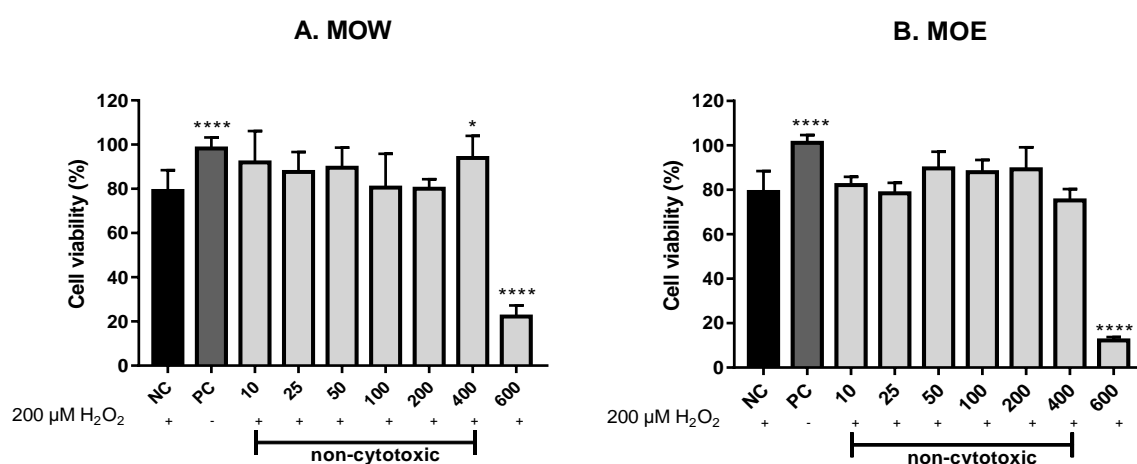 A. MOW
120
100
80
60
40
20
0
Cell viability (%)
****
*
****
NC PC 10 25 50 100 200 400 600
200 µM H₂O₂ + - + + + + + + +
non-cytotoxic
B. MOE
120
100
80
60
40
20
0
Cell viability (%)
****
****
NC PC 10 25 50 100 200 400 600
200 µM H₂O₂ + - + + + + + + +
non-cytotoxic